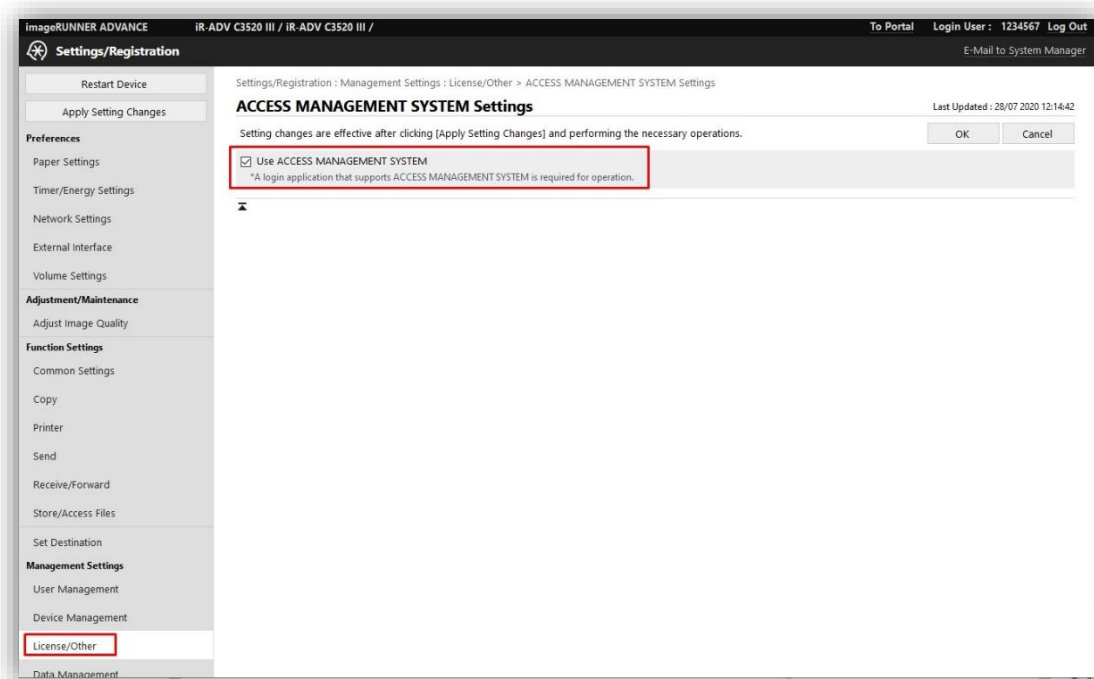 imageRUNNER ADVANCE iR-ADV C3520 III / iR-ADV C3520 III / To Portal Login User : 1234567 Log Out
Settings/Registration E-Mail to System Manager
Restart Device
Apply Setting Changes
Preferences
Paper Settings
Timer/Energy Settings
Network Settings
External Interface
Volume Settings
Adjustment/Maintenance
Adjust Image Quality
Function Settings
Common Settings
Copy
Printer
Send
Receive/Forward
Store/Access Files
Set Destination
Management Settings
User Management
Device Management
License/Other
Data Management
Settings/Registration : Management Settings : License/Other > ACCESS MANAGEMENT SYSTEM Settings
ACCESS MANAGEMENT SYSTEM Settings
Last Updated : 28/07 2020 12:14:42
Setting changes are effective after clicking [Apply Setting Changes] and performing the necessary operations.
OK Cancel
Use ACCESS MANAGEMENT SYSTEM
*A login application that supports ACCESS MANAGEMENT SYSTEM is required for operation.